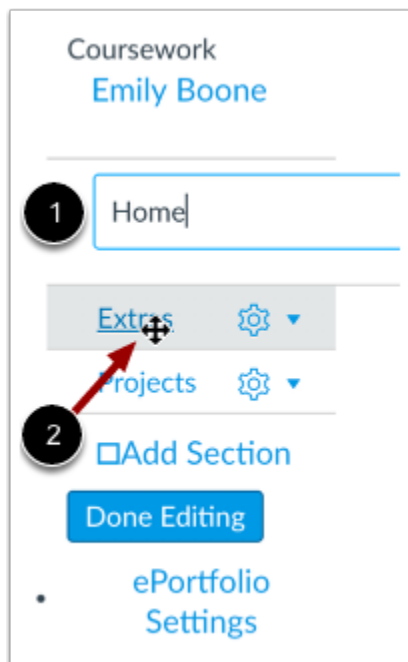 Coursework
Emily Boone
1
Home
Extras
Projects
2
Add Section
Done Editing
ePortfolio
Settings